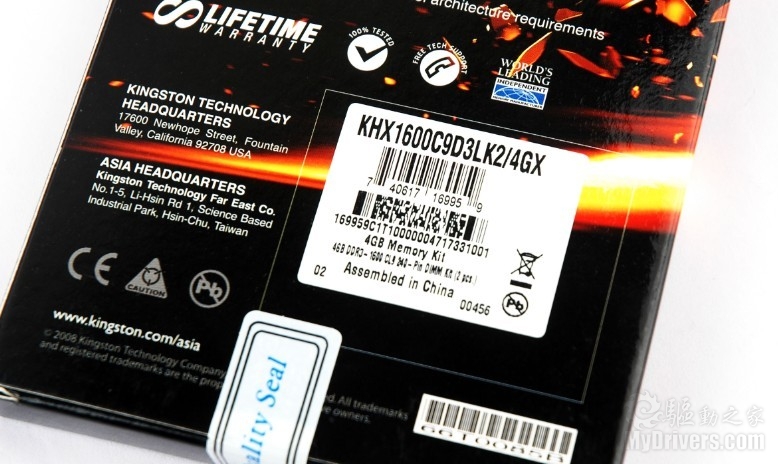 architecture requirements
LIFETIME
WARRANTY
100% TESTED
FREE TECH SUPPORT
WORLD'S
LEADING
INDEPENDENT
KINGSTON TECHNOLOGY
HEADQUARTERS
17600 Newhope Street, Fountain
Valley, California 92708 USA
ASIA HEADQUARTERS
Kingston Technology Far East Co.
No.1-5, Li-Hsin Rd 1, Science Based
Industrial Park, Hsin-Chu, Taiwan
CE
CAUTION
Pb
www.kingston.com/asia
© 2008 Kingston Technology Company
and registered trademarks are the prop
All trademarks
owners.
KHX1600C9D3LK2/4GX
7 40617 16995 9
169959C1T10000004717331001
4GB Memory Kit
4GB DDR3-1600 CL9 240-Pin DIMM Kit (2 pcs)
02 Assembled in China
00456
Pb
ality Seal
驅動之家
MyDrivers.com